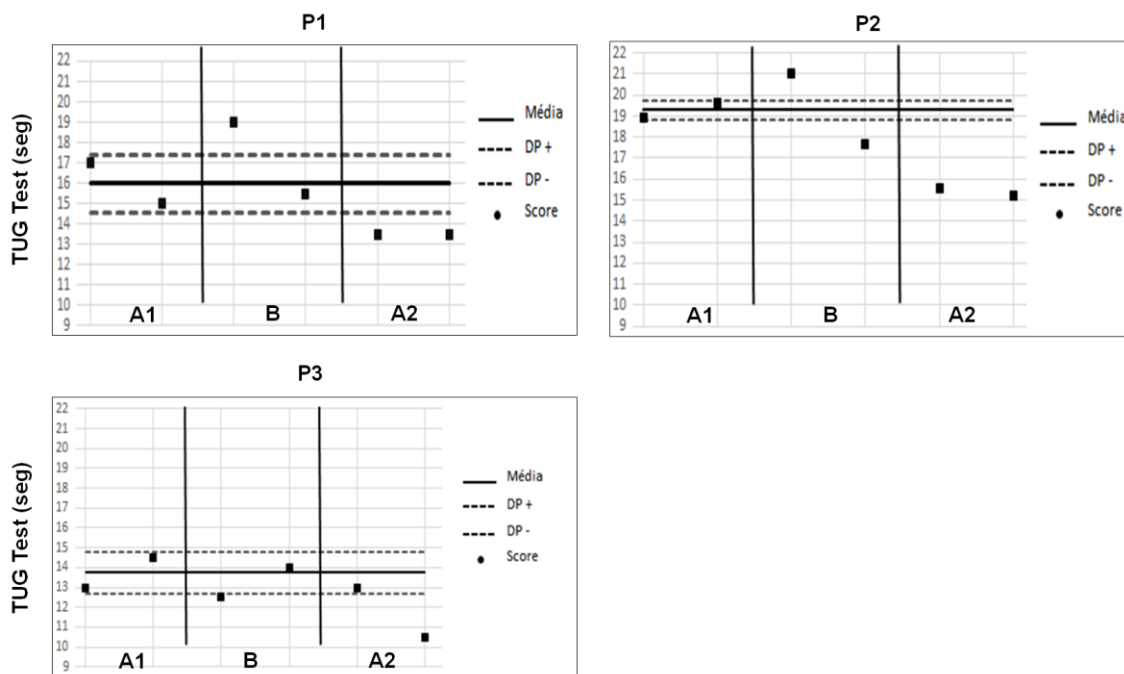 P1
TUG Test (seg)
22
21
20
19
18
17
16
15
14
13
12
11
10
9
A1
B
A2
Média
DP +
DP -
Score
P2
22
21
20
19
18
17
16
15
14
13
12
11
10
9
A1
B
A2
Média
DP +
DP -
Score
P3
TUG Test (seg)
22
21
20
19
18
17
16
15
14
13
12
11
10
9
A1
B
A2
Média
DP +
DP -
Score